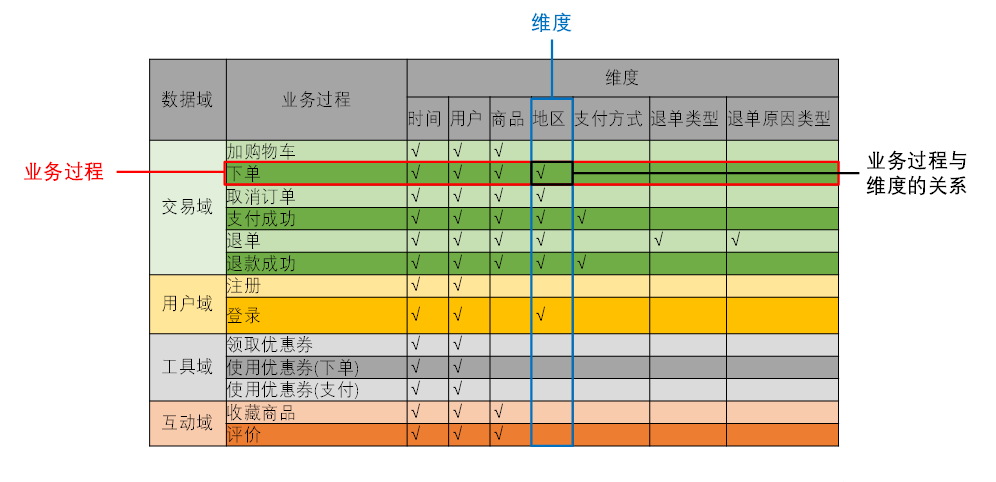 维度
数据域 业务过程 维度
时间 用户 商品 地区 支付方式 退单类型 退单原因类型
交易域
加购物车 √ √ √
下单 √ √ √ √
取消订单 √ √ √ √
支付成功 √ √ √ √ √
退单 √ √ √ √ √ √
退款成功 √ √ √ √ √
用户域
注册 √ √
登录 √ √ √
工具域
领取优惠券 √ √
使用优惠券(下单) √ √
使用优惠券(支付) √ √
互动域
收藏商品 √ √ √
评价 √ √ √
业务过程
业务过程与
维度的关系